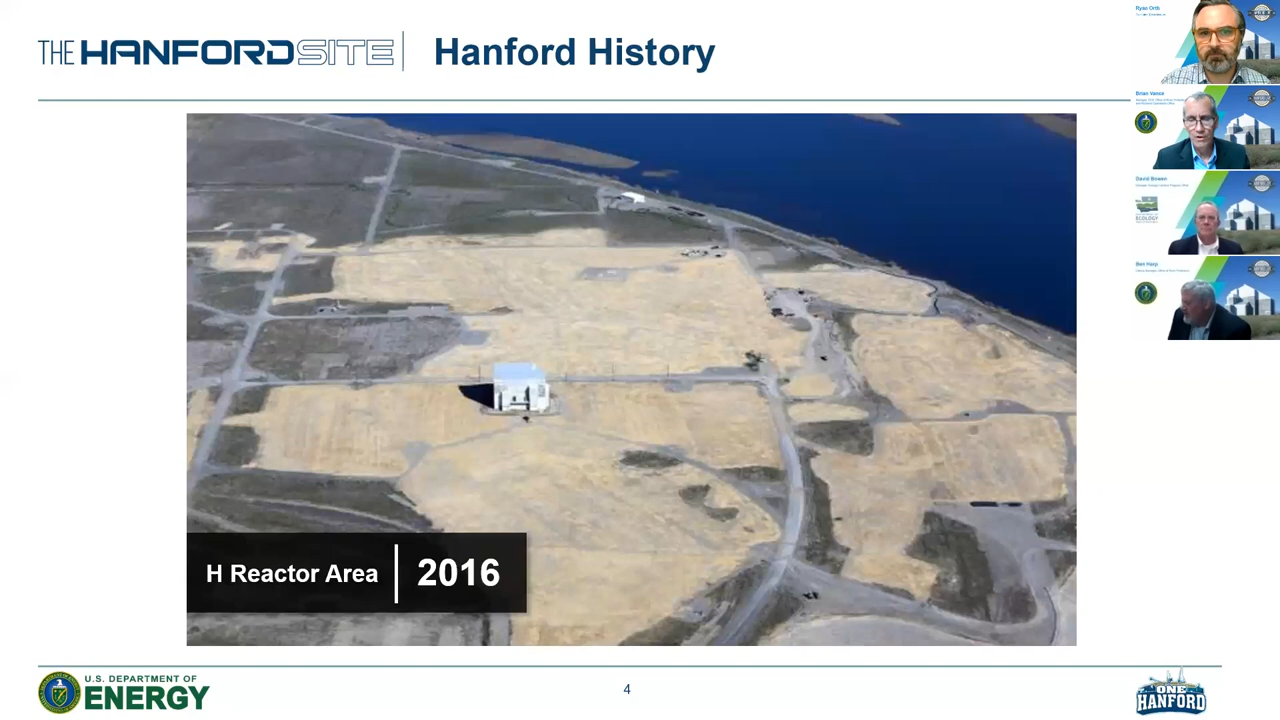 THE HANFORD SITE
Hanford History
H Reactor Area
2016
U.S. DEPARTMENT OF
ENERGY
4
ONE
HANFORD
Ryan Orth
Brian Vance
David Bowen
ECOLOGY
Ben Harp